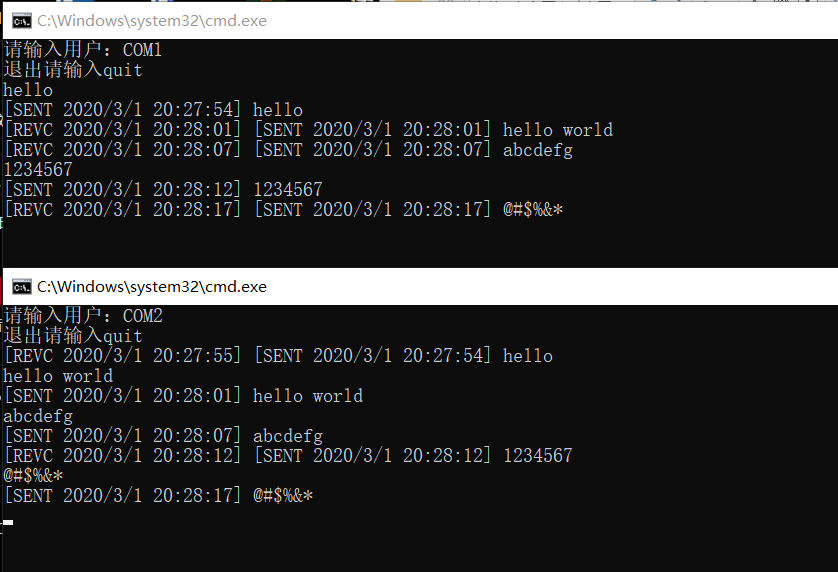 C:\Windows\system32\cmd.exe
请输入用户：COM1
退出请输入quit
hello
[SENT 2020/3/1 20:27:54] hello
[REVC 2020/3/1 20:28:01] [SENT 2020/3/1 20:28:01] hello world
[REVC 2020/3/1 20:28:07] [SENT 2020/3/1 20:28:07] abcdefg
1234567
[SENT 2020/3/1 20:28:12] 1234567
[REVC 2020/3/1 20:28:17] [SENT 2020/3/1 20:28:17] @#$%&*
C:\Windows\system32\cmd.exe
请输入用户：COM2
退出请输入quit
[REVC 2020/3/1 20:27:55] [SENT 2020/3/1 20:27:54] hello
hello world
[SENT 2020/3/1 20:28:01] hello world
abcdefg
[SENT 2020/3/1 20:28:07] abcdefg
[REVC 2020/3/1 20:28:12] [SENT 2020/3/1 20:28:12] 1234567
@#$%&*
[SENT 2020/3/1 20:28:17] @#$%&*